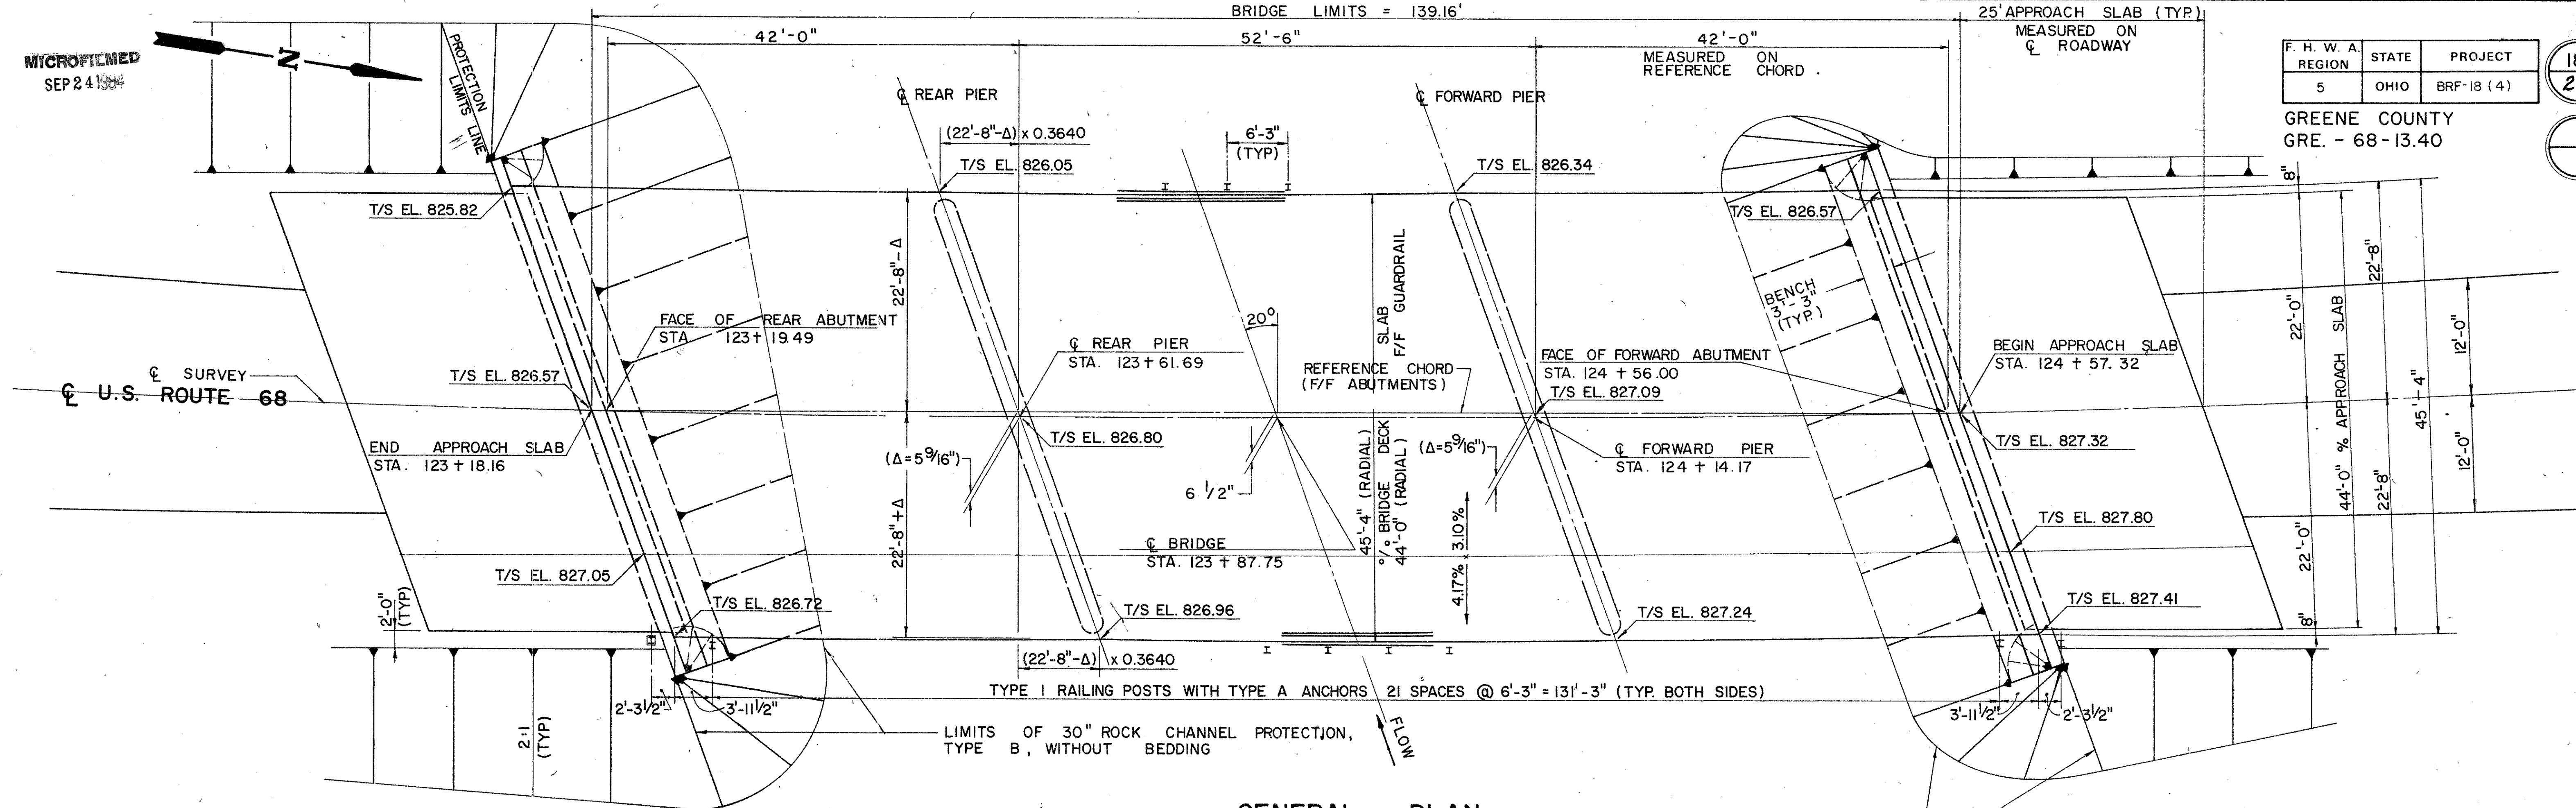 BRIDGE LIMITS = 139.16'
25' APPROACH SLAB (TYP.)
MEASURED ON
℄ ROADWAY
42'-0"
52'-6"
42'-0"
MEASURED ON
REFERENCE CHORD .
MICROFILMED
SEP 24 1984
N
PROTECTION
LIMITS LINE
F. H. W. A.
REGION
STATE
PROJECT
5
OHIO
BRF-18 (4)
GREENE COUNTY
GRE. - 68-13.40
℄ REAR PIER
℄ FORWARD PIER
(22'-8"-Δ) x 0.3640
6'-3"
(TYP)
T/S EL. 826.05
T/S EL. 826.34
T/S EL. 825.82
T/S EL. 826.57
8"
22'-8"-Δ
SLAB
F/F GUARDRAIL
BENCH
3'-3"
(TYP.)
22'-0"
44'-0" % APPROACH SLAB
22'-8"
45'-4"
12'-0"
FACE OF REAR ABUTMENT
STA 123+ 19.49
20°
℄ REAR PIER
STA. 123 + 61.69
REFERENCE CHORD
(F/F ABUTMENTS)
FACE OF FORWARD ABUTMENT
STA. 124 + 56.00
T/S EL. 827.09
BEGIN APPROACH SLAB
STA. 124 + 57.32
℄ SURVEY
℄ U.S. ROUTE 68
T/S EL. 826.57
END APPROACH SLAB
STA. 123 + 18.16
(Δ=5 9/16")
T/S EL. 826.80
6 1/2"
(Δ=5 9/16")
℄ FORWARD PIER
STA. 124 + 14.17
T/S EL. 827.32
12'-0"
22'-8"
22'-0"
8"
22'-8"+Δ
℄ BRIDGE
STA. 123 + 87.75
45'-4" (RADIAL)
% BRIDGE DECK
44'-0" (RADIAL)
4.17% x 3.10%
T/S EL. 827.80
T/S EL. 827.05
2'-0"
(TYP)
T/S EL. 826.72
T/S EL. 826.96
T/S EL. 827.24
T/S EL. 827.41
(22'-8"-Δ) x 0.3640
TYPE 1 RAILING POSTS WITH TYPE A ANCHORS 21 SPACES @ 6'-3" = 131'-3" (TYP. BOTH SIDES)
2'-3 1/2"
3'-11 1/2"
3'-11 1/2"
2'-3 1/2"
2:1
(TYP)
LIMITS OF 30" ROCK CHANNEL PROTECTION,
TYPE B, WITHOUT BEDDING
FLOW
GENERAL PLAN